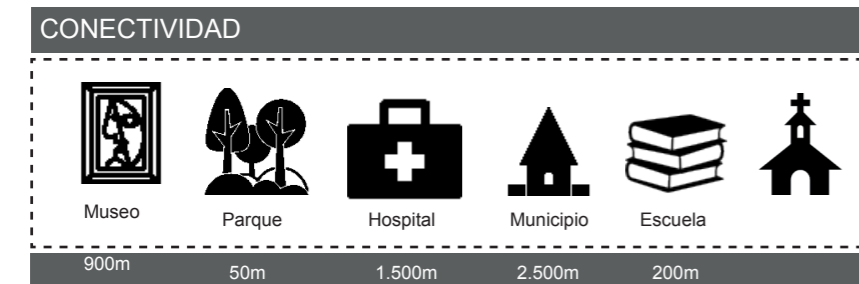 CONECTIVIDAD
Museo
Parque
Hospital
Municipio
Escuela
900m
50m
1.500m
2.500m
200m